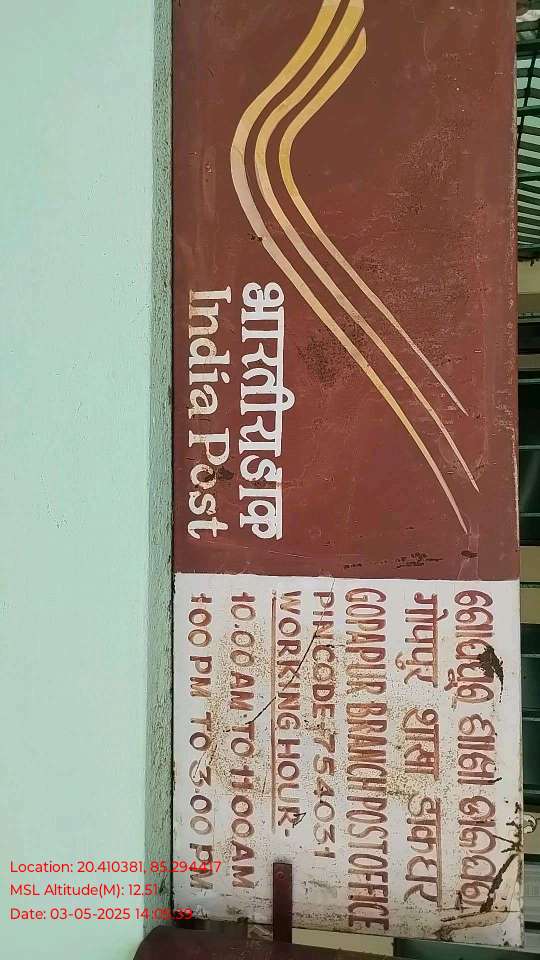 भारतीय डाक
India Post
ଗୋପପୁର ଶାଖା ଡାକଘର
गोपपुर शाखा डाकघर
GOPAPUR BRANCH POST OFFICE
PINCODE-754031
WORKING HOUR-
10.00 AM TO 11.00 AM
1.00 PM TO 3.00 PM
Location: 20.410381, 85.294417
MSL Altitude(M): 12.51
Date: 03-05-2025 14:05:39